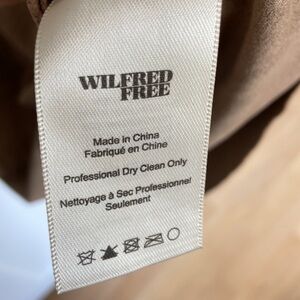 WILFRED
FREE
Made in China
Fabriqué en Chine
Professional Dry Clean Only
Nettoyage à Sec Professionnel
Seulement